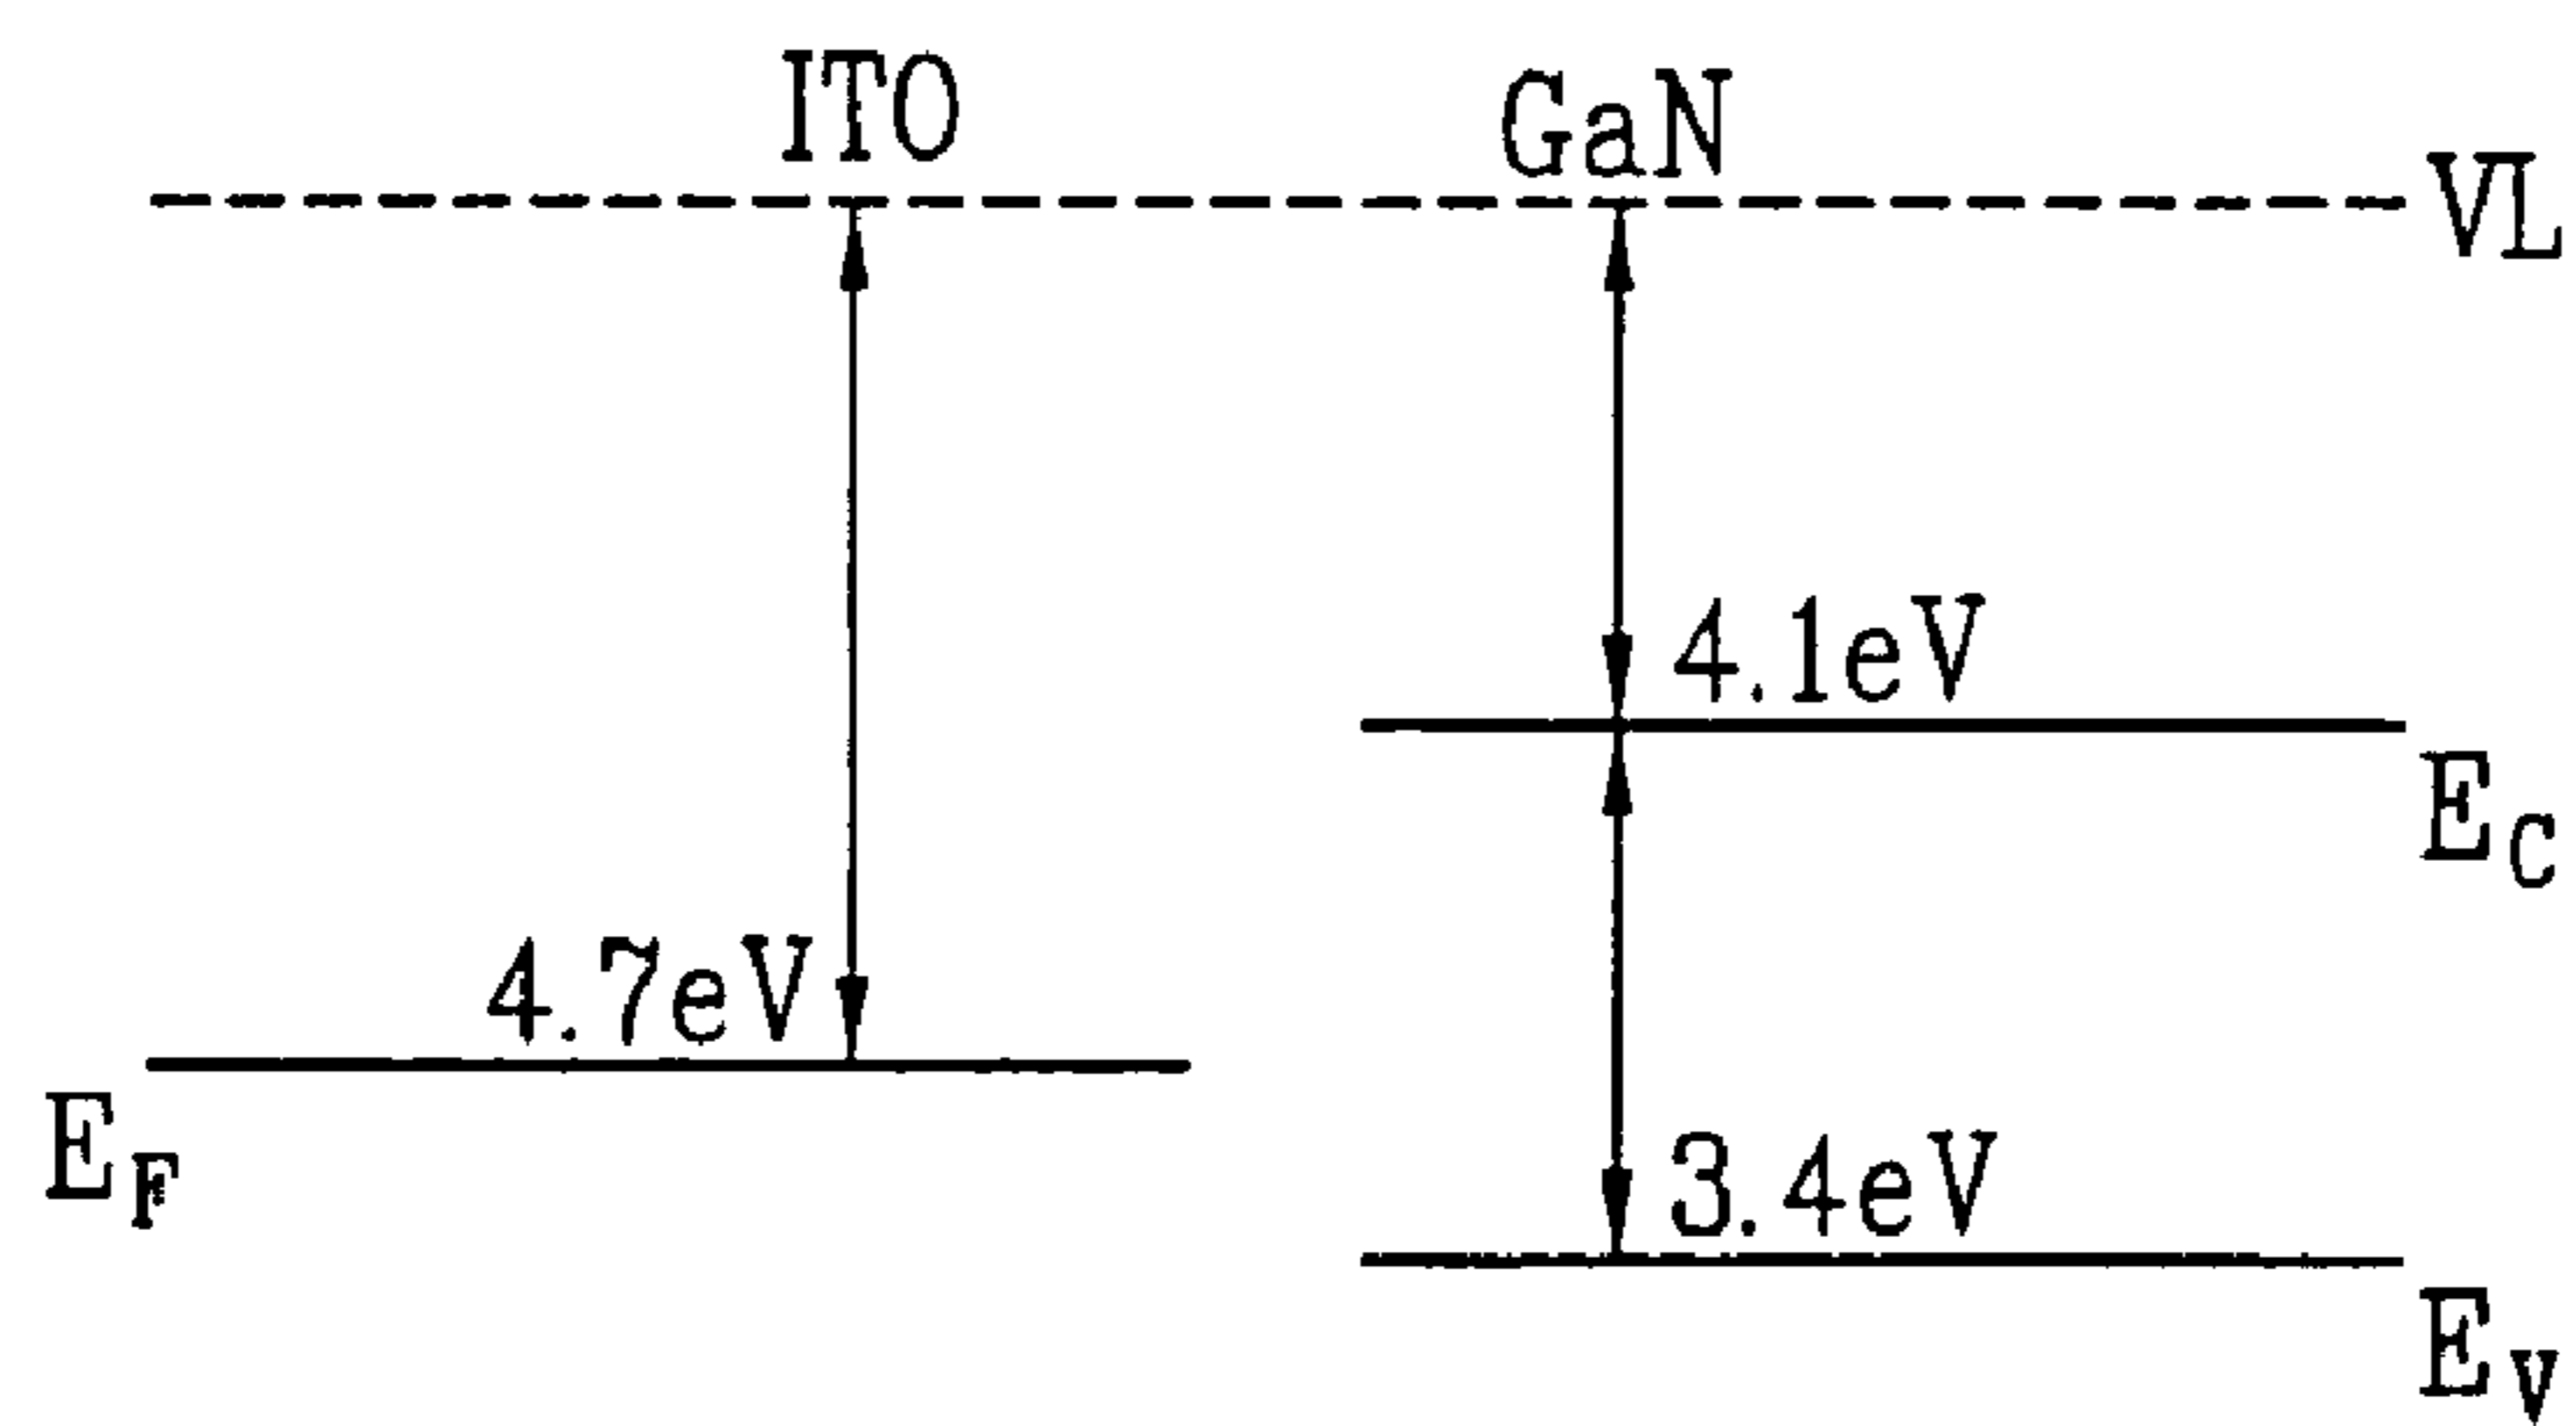 ITO
GaN
VL
4.1eV
E_C
4.7eV
E_F
3.4eV
E_V